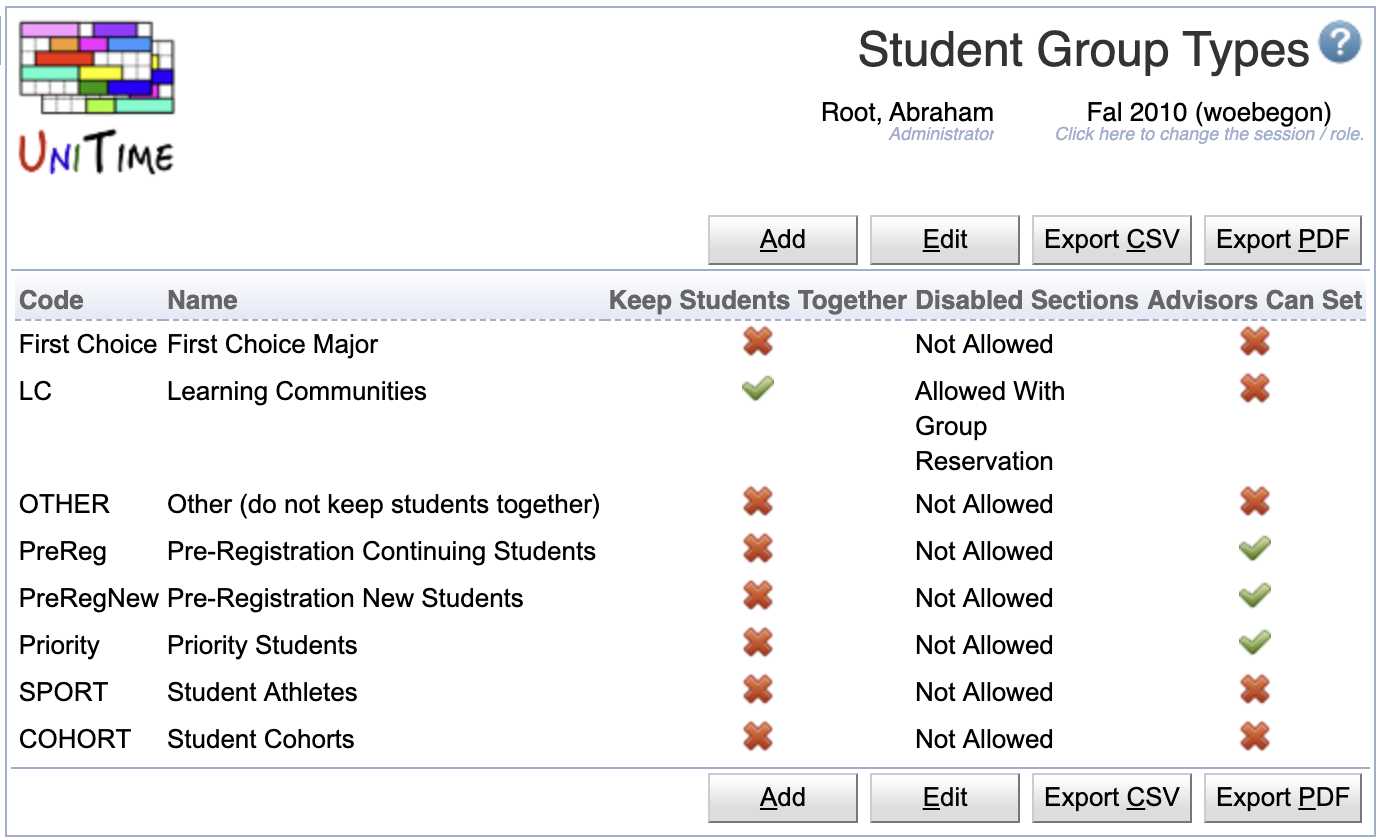 UNITIME
Student Group Types
?
Root, Abraham
Administrator
Fal 2010 (woebegon)
Click here to change the session / role.
Add Edit Export CSV Export PDF
Code Name Keep Students Together Disabled Sections Advisors Can Set
First Choice First Choice Major Not Allowed
LC Learning Communities Allowed With
Group
Reservation
OTHER Other (do not keep students together) Not Allowed
PreReg Pre-Registration Continuing Students Not Allowed
PreRegNew Pre-Registration New Students Not Allowed
Priority Priority Students Not Allowed
SPORT Student Athletes Not Allowed
COHORT Student Cohorts Not Allowed
Add Edit Export CSV Export PDF